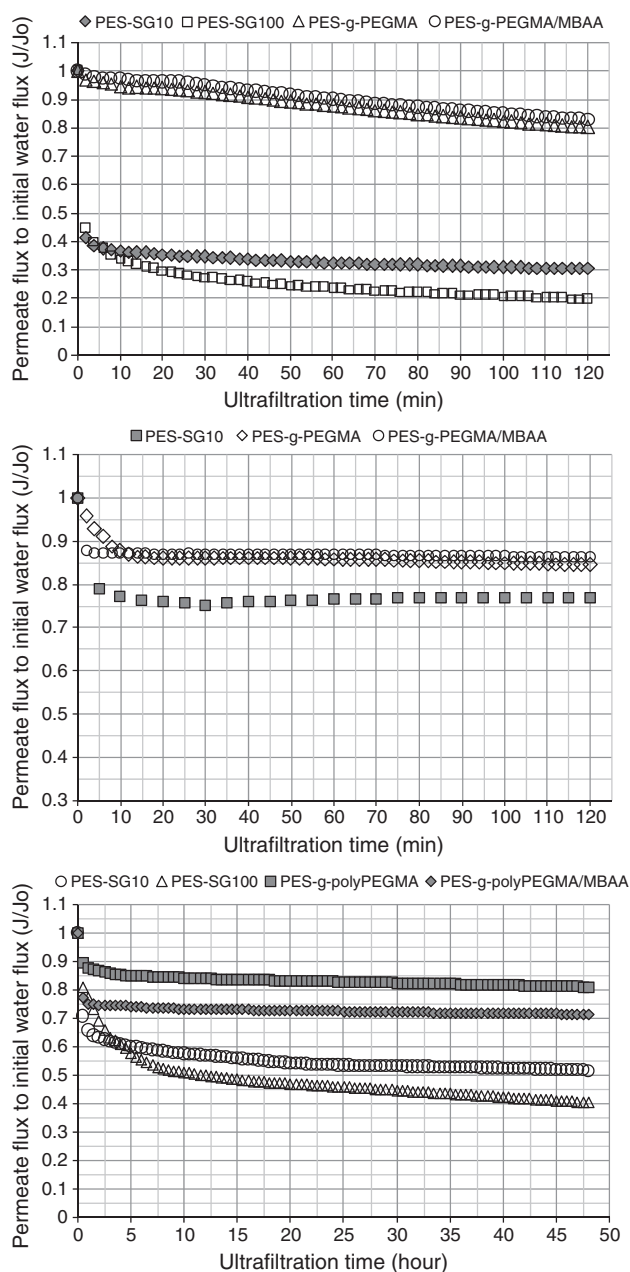 PES-SG10 PES-SG100 PES-g-PEGMA PES-g-PEGMA/MBAA
Permeate flux to initial water flux (J/Jo)
1.1
1
0.9
0.8
0.7
0.6
0.5
0.4
0.3
0.2
0.1
0
0 10 20 30 40 50 60 70 80 90 100 110 120
Ultrafiltration time (min)
PES-SG10 PES-g-PEGMA PES-g-PEGMA/MBAA
Permeate flux to initial water flux (J/Jo)
1.1
1
0.9
0.8
0.7
0.6
0.5
0.4
0.3
0 10 20 30 40 50 60 70 80 90 100 110 120
Ultrafiltration time (min)
PES-SG10 PES-SG100 PES-g-polyPEGMA PES-g-polyPEGMA/MBAA
Permeate flux to initial water flux (J/Jo)
1.1
1
0.9
0.8
0.7
0.6
0.5
0.4
0.3
0.2
0.1
0
0 5 10 15 20 25 30 35 40 45 50
Ultrafiltration time (hour)